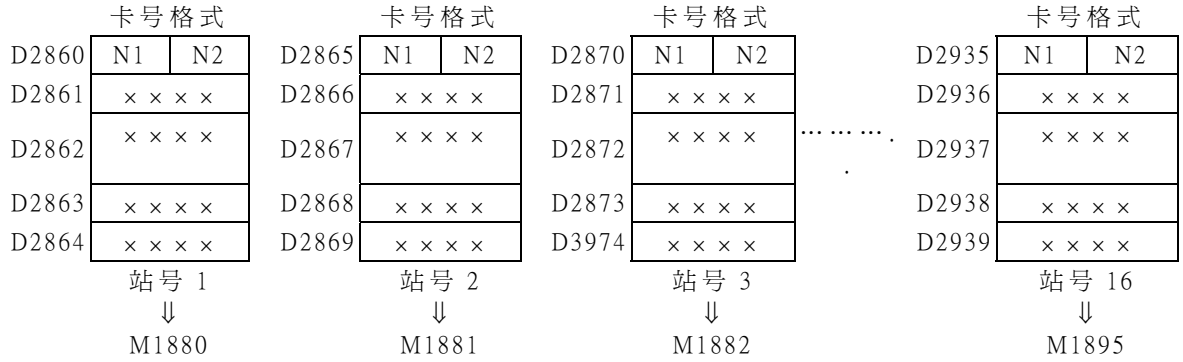 卡号格式 卡号格式 卡号格式 卡号格式
D2860 N1 N2 D2865 N1 N2 D2870 N1 N2 D2935 N1 N2
D2861 × × × × D2866 × × × × D2871 × × × × D2936 × × × ×
D2862 × × × × D2867 × × × × D2872 × × × × ………. D2937 × × × ×
.
D2863 × × × × D2868 × × × × D2873 × × × × D2938 × × × ×
D2864 × × × × D2869 × × × × D3974 × × × × D2939 × × × ×
站号 1 站号 2 站号 3 站号 16
⇓ ⇓ ⇓ ⇓
M1880 M1881 M1882 M1895